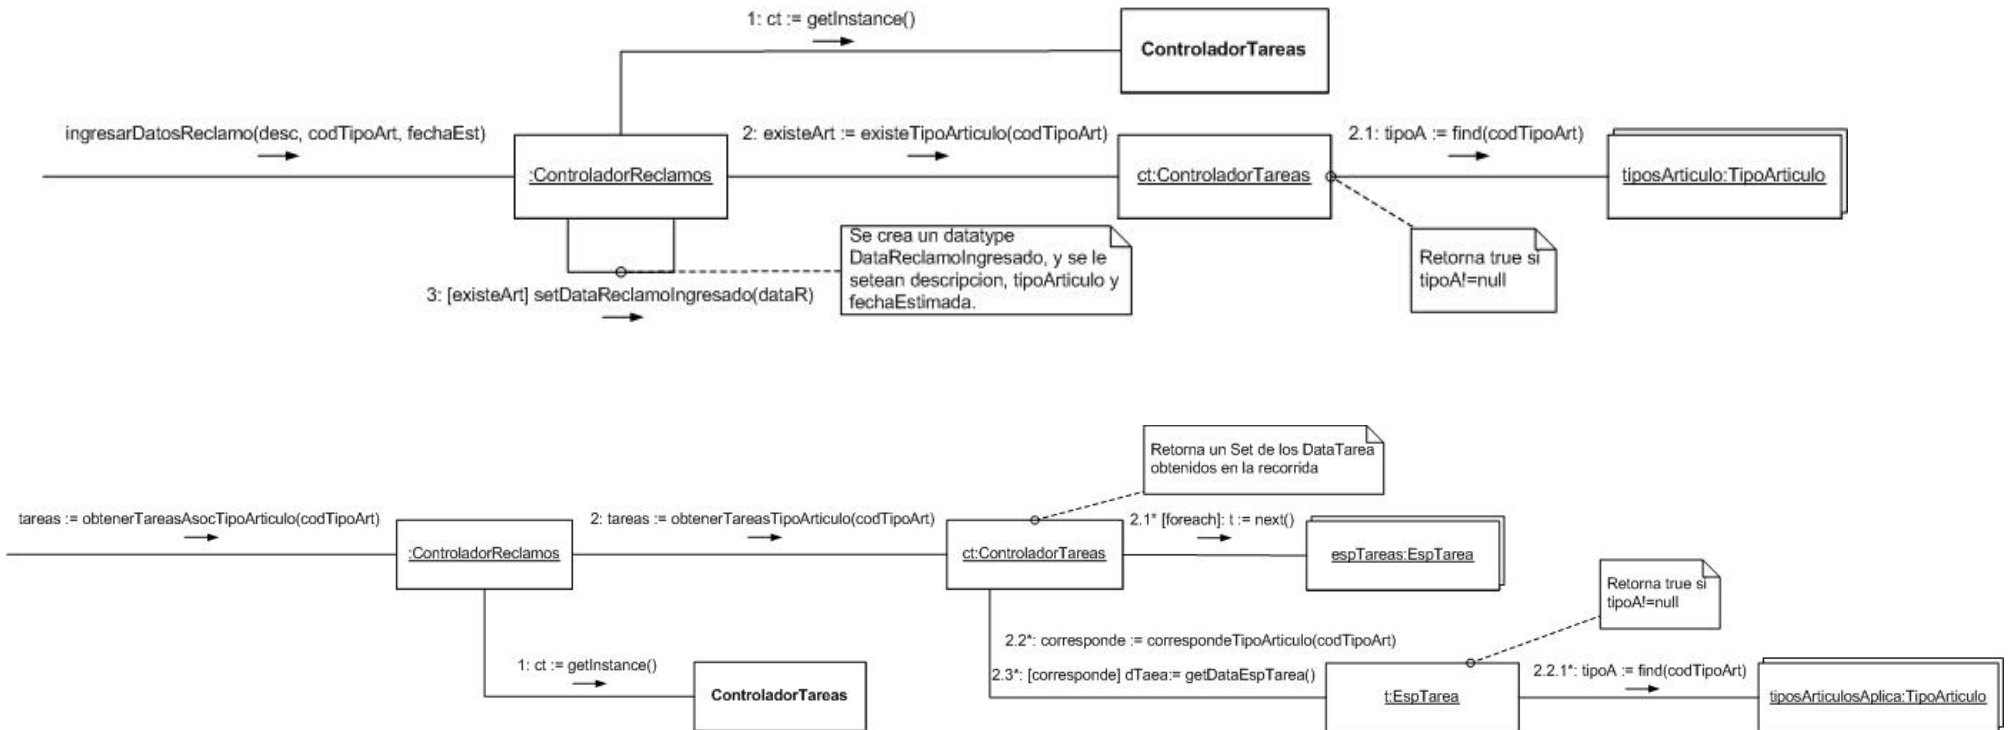 1: ct := getInstance()
ControladorTareas
ingresarDatosReclamo(desc, codTipoArt, fechaEst)
:ControladorReclamos
2: existeArt := existeTipoArticulo(codTipoArt)
ct:ControladorTareas
2.1: tipoA := find(codTipoArt)
tiposArticulo:TipoArticulo
3: [existeArt] setDataReclamoIngresado(dataR)
Se crea un datatype
DataReclamoIngresado, y se le
setean descripcion, tipoArticulo y
fechaEstimada.
Retorna true si
tipoA!=null
Retorna un Set de los DataTarea
obtenidos en la recorrida
tareas := obtenerTareasAsocTipoArticulo(codTipoArt)
:ControladorReclamos
2: tareas := obtenerTareasTipoArticulo(codTipoArt)
ct:ControladorTareas
2.1* [foreach]: t := next()
espTareas:EspTarea
Retorna true si
tipoA!=null
1: ct := getInstance()
ControladorTareas
2.2*: corresponde := correspondeTipoArticulo(codTipoArt)
2.3*: [corresponde] dTaea:= getDataEspTarea()
t:EspTarea
2.2.1*: tipoA := find(codTipoArt)
tiposArticulosAplica:TipoArticulo